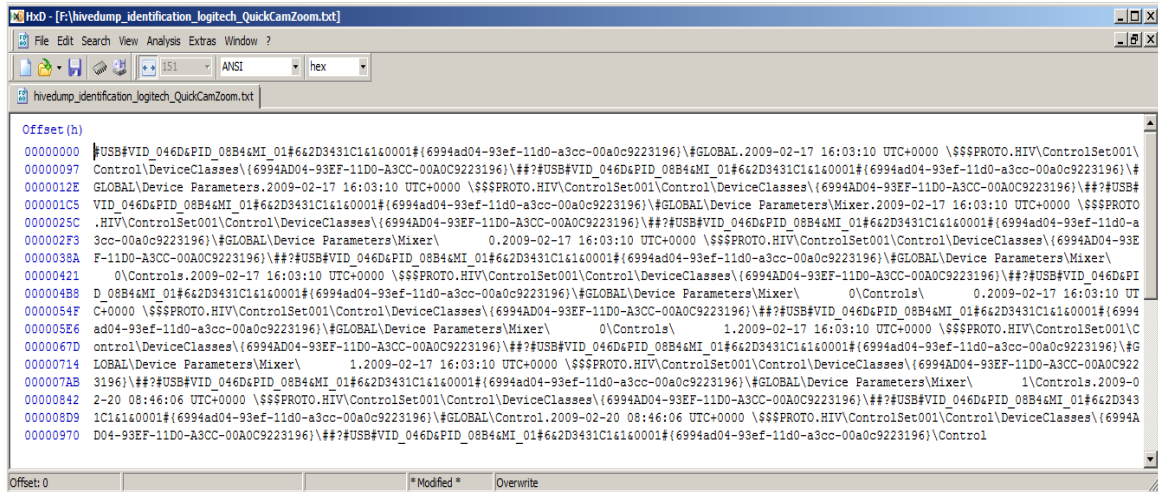 HxD - [F:\hivedump_identification_logitech_QuickCamZoom.txt]
File Edit Search View Analysis Extras Window ?
151 ANSI hex
hivedump_identification_logitech_QuickCamZoom.txt
Offset(h)
00000000 #USB#VID_046D&PID_08B4&MI_01#6&2D3431C1&1&0001#{6994ad04-93ef-11d0-a3cc-00a0c9223196}\#GLOBAL.2009-02-17 16:03:10 UTC+0000 \$$$PROTO.HIV\ControlSet001\
00000097 Control\DeviceClasses\{6994AD04-93EF-11D0-A3CC-00A0C9223196}\##?#USB#VID_046D&PID_08B4&MI_01#6&2D3431C1&1&0001#{6994ad04-93ef-11d0-a3cc-00a0c9223196}\#
0000012E GLOBAL\Device Parameters.2009-02-17 16:03:10 UTC+0000 \$$$PROTO.HIV\ControlSet001\Control\DeviceClasses\{6994AD04-93EF-11D0-A3CC-00A0C9223196}\##?#USB#
000001C5 VID_046D&PID_08B4&MI_01#6&2D3431C1&1&0001#{6994ad04-93ef-11d0-a3cc-00a0c9223196}\#GLOBAL\Device Parameters\Mixer.2009-02-17 16:03:10 UTC+0000 \$$$PROTO
0000025C .HIV\ControlSet001\Control\DeviceClasses\{6994AD04-93EF-11D0-A3CC-00A0C9223196}\##?#USB#VID_046D&PID_08B4&MI_01#6&2D3431C1&1&0001#{6994ad04-93ef-11d0-a
000002F3 3cc-00a0c9223196}\#GLOBAL\Device Parameters\Mixer\ 0.2009-02-17 16:03:10 UTC+0000 \$$$PROTO.HIV\ControlSet001\Control\DeviceClasses\{6994AD04-93E
0000038A F-11D0-A3CC-00A0C9223196}\##?#USB#VID_046D&PID_08B4&MI_01#6&2D3431C1&1&0001#{6994ad04-93ef-11d0-a3cc-00a0c9223196}\#GLOBAL\Device Parameters\Mixer\
00000421 0\Controls.2009-02-17 16:03:10 UTC+0000 \$$$PROTO.HIV\ControlSet001\Control\DeviceClasses\{6994AD04-93EF-11D0-A3CC-00A0C9223196}\##?#USB#VID_046D&PI
000004B8 D_08B4&MI_01#6&2D3431C1&1&0001#{6994ad04-93ef-11d0-a3cc-00a0c9223196}\#GLOBAL\Device Parameters\Mixer\ 0\Controls\ 0.2009-02-17 16:03:10 UT
0000054F C+0000 \$$$PROTO.HIV\ControlSet001\Control\DeviceClasses\{6994AD04-93EF-11D0-A3CC-00A0C9223196}\##?#USB#VID_046D&PID_08B4&MI_01#6&2D3431C1&1&0001#{6994
000005E6 ad04-93ef-11d0-a3cc-00a0c9223196}\#GLOBAL\Device Parameters\Mixer\ 0\Controls\ 1.2009-02-17 16:03:10 UTC+0000 \$$$PROTO.HIV\ControlSet001\C
0000067D ontrol\DeviceClasses\{6994AD04-93EF-11D0-A3CC-00A0C9223196}\##?#USB#VID_046D&PID_08B4&MI_01#6&2D3431C1&1&0001#{6994ad04-93ef-11d0-a3cc-00a0c9223196}\#G
00000714 LOBAL\Device Parameters\Mixer\ 1.2009-02-17 16:03:10 UTC+0000 \$$$PROTO.HIV\ControlSet001\Control\DeviceClasses\{6994AD04-93EF-11D0-A3CC-00A0C922
000007AB 3196}\##?#USB#VID_046D&PID_08B4&MI_01#6&2D3431C1&1&0001#{6994ad04-93ef-11d0-a3cc-00a0c9223196}\#GLOBAL\Device Parameters\Mixer\ 1\Controls.2009-0
00000842 2-20 08:46:06 UTC+0000 \$$$PROTO.HIV\ControlSet001\Control\DeviceClasses\{6994AD04-93EF-11D0-A3CC-00A0C9223196}\##?#USB#VID_046D&PID_08B4&MI_01#6&2D343
000008D9 1C1&1&0001#{6994ad04-93ef-11d0-a3cc-00a0c9223196}\#GLOBAL\Control.2009-02-20 08:46:06 UTC+0000 \$$$PROTO.HIV\ControlSet001\Control\DeviceClasses\{6994A
00000970 D04-93EF-11D0-A3CC-00A0C9223196}\##?#USB#VID_046D&PID_08B4&MI_01#6&2D3431C1&1&0001#{6994ad04-93ef-11d0-a3cc-00a0c9223196}\Control
Offset: 0 * Modified * Overwrite